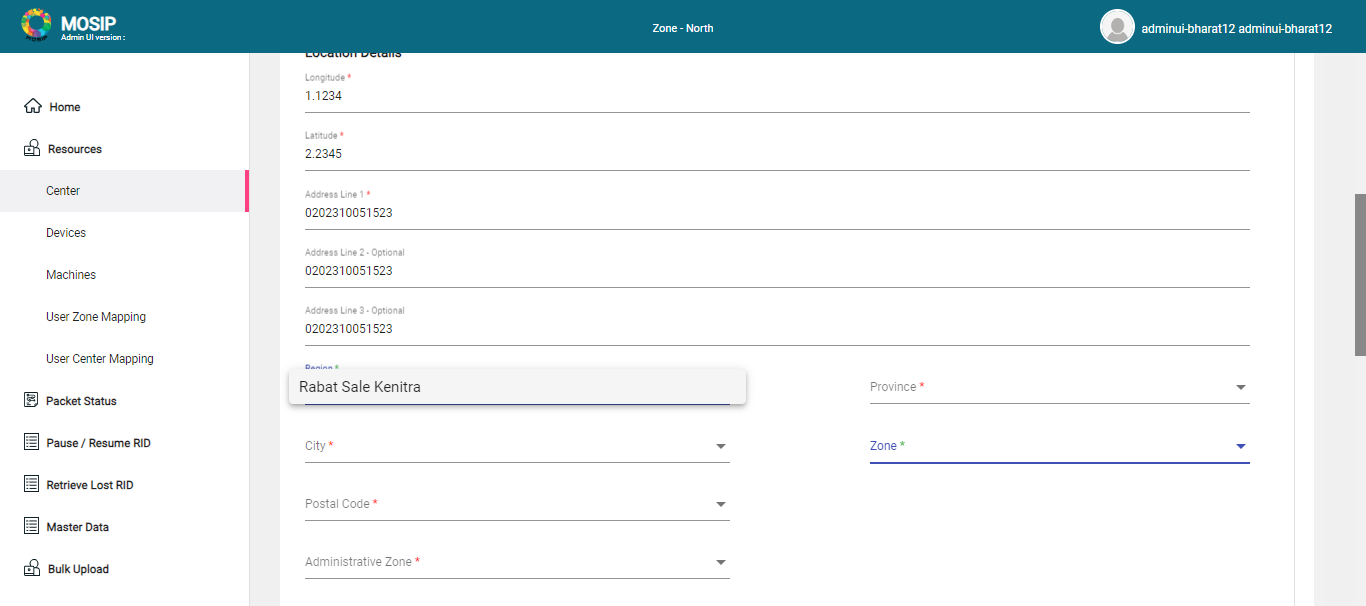 MOSIP
Admin UI version :
Zone - North
adminui-bharat12 adminui-bharat12
Home
Resources
Center
Devices
Machines
User Zone Mapping
User Center Mapping
Packet Status
Pause / Resume RID
Retrieve Lost RID
Master Data
Bulk Upload
Location Details
Longitude *
1.1234
Latitude *
2.2345
Address Line 1 *
0202310051523
Address Line 2 - Optional
0202310051523
Address Line 3 - Optional
0202310051523
Region *
Rabat Sale Kenitra
Province *
City *
Zone *
Postal Code *
Administrative Zone *